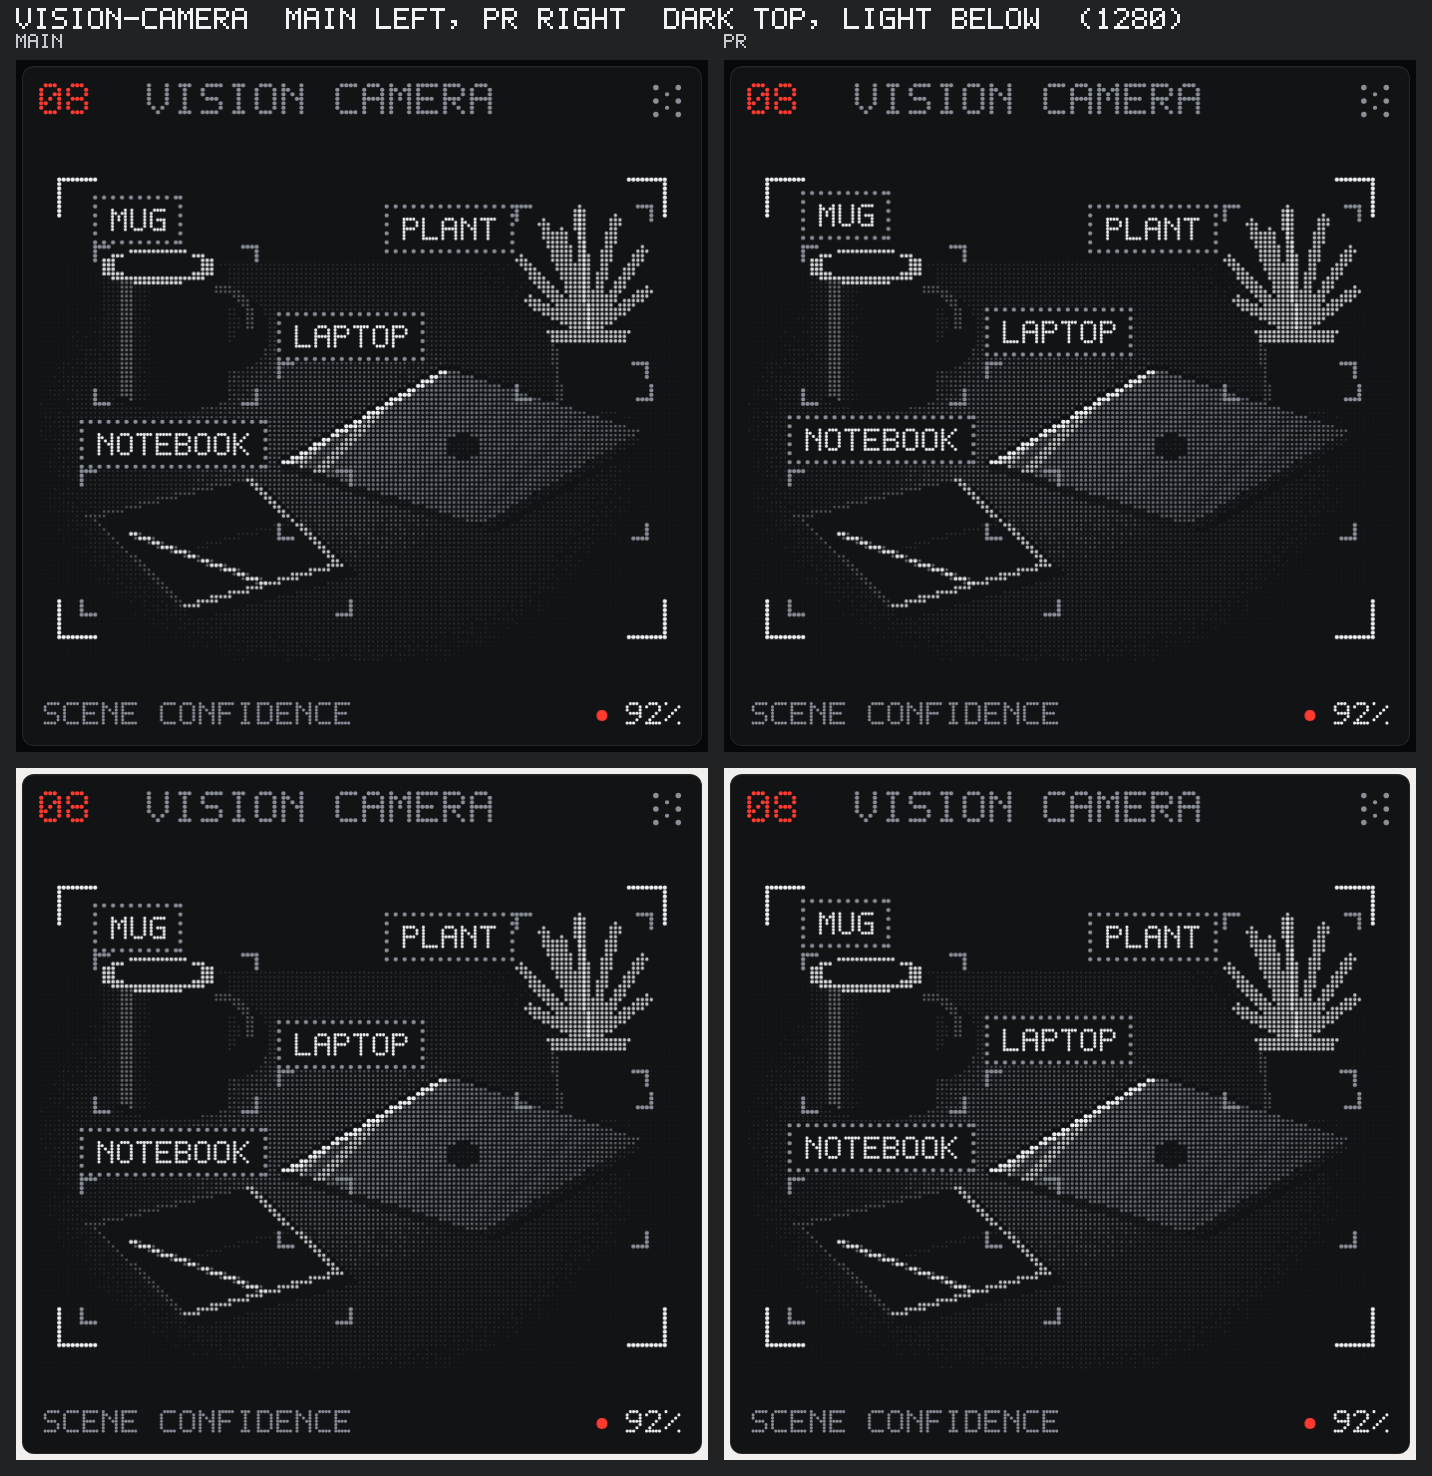 VISION-CAMERA MAIN LEFT, PR RIGHT DARK TOP, LIGHT BELOW (1280)
MAIN
PR
08 VISION CAMERA
MUG
PLANT
LAPTOP
NOTEBOOK
SCENE CONFIDENCE 92%
08 VISION CAMERA
MUG
PLANT
LAPTOP
NOTEBOOK
SCENE CONFIDENCE 92%
08 VISION CAMERA
MUG
PLANT
LAPTOP
NOTEBOOK
SCENE CONFIDENCE 92%
08 VISION CAMERA
MUG
PLANT
LAPTOP
NOTEBOOK
SCENE CONFIDENCE 92%